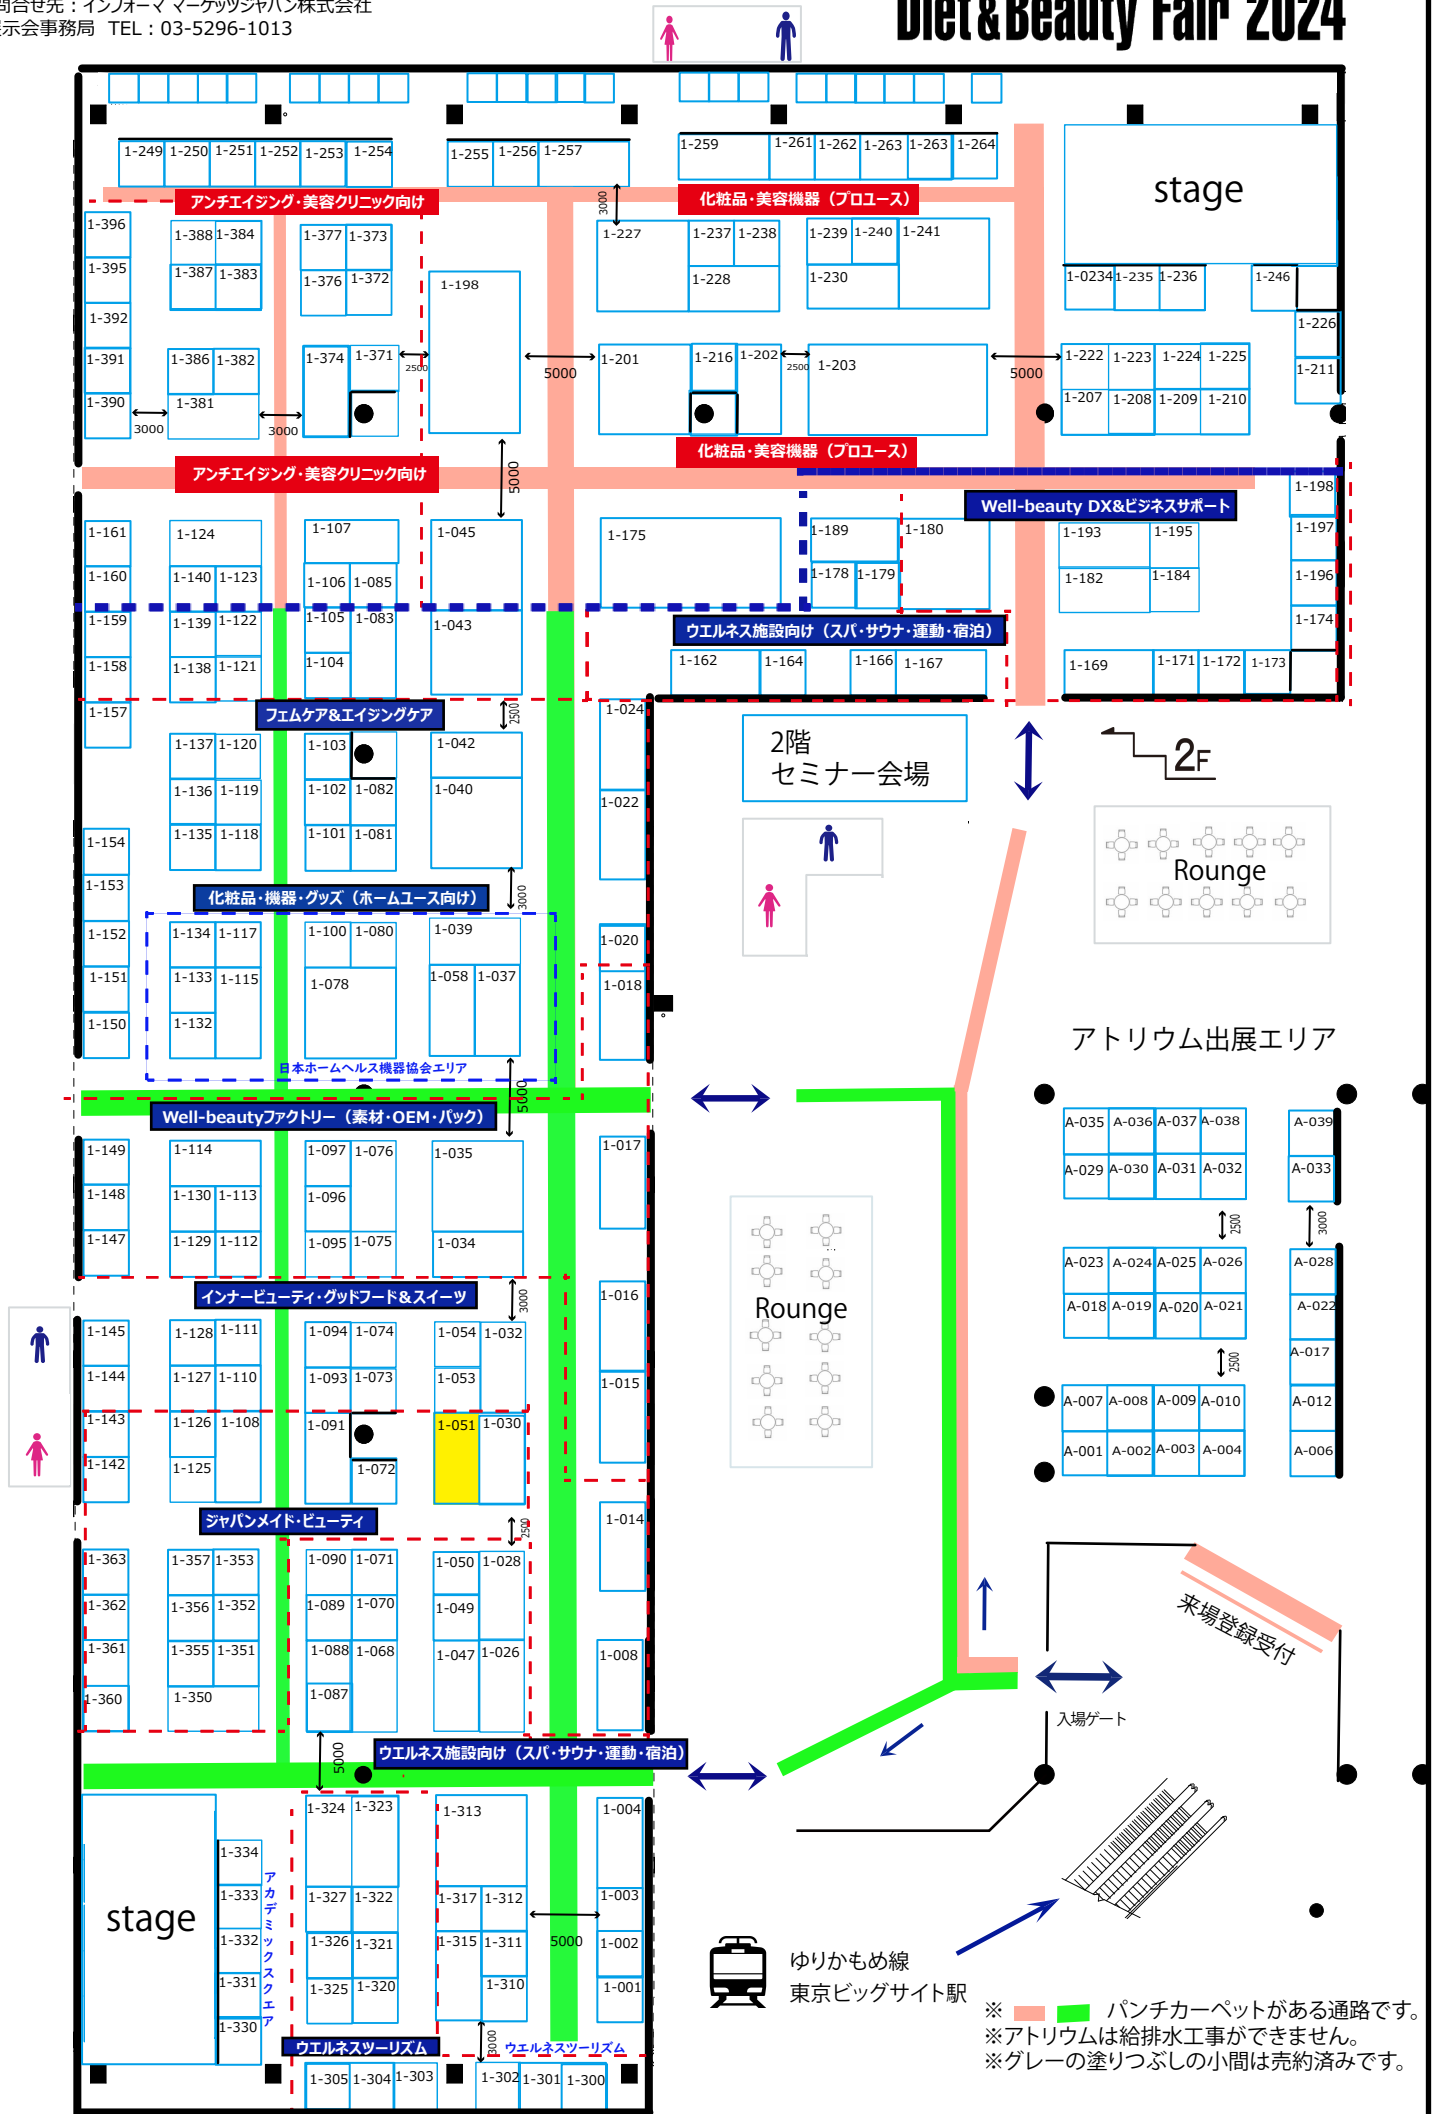 問合せ先：インフォーマ マーケッツジャパン株式会社
展示会事務局 TEL：03-5296-1013
Diet&Beauty Fair 2024
1-249 1-250 1-251 1-252 1-253 1-254
1-255 1-256 1-257
1-259 1-261 1-262 1-263 1-263 1-264
stage
アンチエイジング・美容クリニック向け
化粧品・美容機器（プロユース）
3000
1-396 1-388 1-384 1-377 1-373
1-227 1-237 1-238 1-239 1-240 1-241
1-395 1-387 1-383 1-376 1-372 1-198
1-228 1-230
1-0234 1-235 1-236 1-246
1-392
1-226
1-391 1-386 1-382 1-374 1-371
2500
5000
1-201 1-216 1-202
2500
1-203
5000
1-222 1-223 1-224 1-225
1-211
1-390 1-381
1-207 1-208 1-209 1-210
3000
3000
アンチエイジング・美容クリニック向け
化粧品・美容機器（プロユース）
5000
1-198
Well-beauty DX&ビジネスサポート
1-161 1-124 1-107 1-045
1-175 1-189 1-180 1-193 1-195 1-197
1-160 1-140 1-123 1-106 1-085
1-178 1-179 1-182 1-184 1-196
1-159 1-139 1-122 1-105 1-083 1-043
1-174
ウエルネス施設向け（スパ・サウナ・運動・宿泊）
1-158 1-138 1-121 1-104
1-162 1-164 1-166 1-167 1-169 1-171 1-172 1-173
1-157
フェムケア&エイジングケア
2500
1-024
1-137 1-120 1-103 1-042
2階
セミナー会場
2F
1-136 1-119 1-102 1-082 1-040
1-022
1-135 1-118 1-101 1-081
1-154
Rounge
1-153
化粧品・機器・グッズ（ホームユース向け）
3000
1-152 1-134 1-117 1-100 1-080 1-039
1-020
1-151 1-133 1-115 1-078 1-058 1-037
1-018
1-150 1-132
アトリウム出展エリア
日本ホームヘルス機器協会エリア
5000
Well-beautyファクトリー（素材・OEM・パック）
A-035 A-036 A-037 A-038 A-039
1-149 1-114 1-097 1-076 1-035
1-017
A-029 A-030 A-031 A-032 A-033
1-148 1-130 1-113 1-096
2500
3000
1-147 1-129 1-112 1-095 1-075 1-034
A-023 A-024 A-025 A-026 A-028
インナービューティ・グッドフード&スイーツ
3000
1-016
Rounge
A-018 A-019 A-020 A-021 A-022
1-145 1-128 1-111 1-094 1-074 1-054 1-032
2500
A-017
1-144 1-127 1-110 1-093 1-073 1-053
1-015
A-007 A-008 A-009 A-010 A-012
1-143 1-126 1-108 1-091 1-051 1-030
A-001 A-002 A-003 A-004 A-006
1-142 1-125 1-072
ジャパンメイド・ビューティ
2500
1-014
1-363 1-357 1-353 1-090 1-071 1-050 1-028
1-362 1-356 1-352 1-089 1-070 1-049
来場登録受付
1-361 1-355 1-351 1-088 1-068 1-047 1-026
1-008
1-360 1-350 1-087
入場ゲート
5000
ウエルネス施設向け（スパ・サウナ・運動・宿泊）
1-324 1-323 1-313
1-004
1-334
1-333 1-327 1-322 1-317 1-312
1-003
アカデミックスクエア
stage
1-332 1-326 1-321 1-315 1-311
5000
1-002
1-331 1-325 1-320 1-310
1-001
1-330
ゆりかもめ線
東京ビッグサイト駅
3000
ウエルネスツーリズム
ウエルネスツーリズム
1-305 1-304 1-303 1-302 1-301 1-300
※ パンチカーペットがある通路です。
※アトリウムは給排水工事ができません。
※グレーの塗りつぶしの小間は売約済みです。